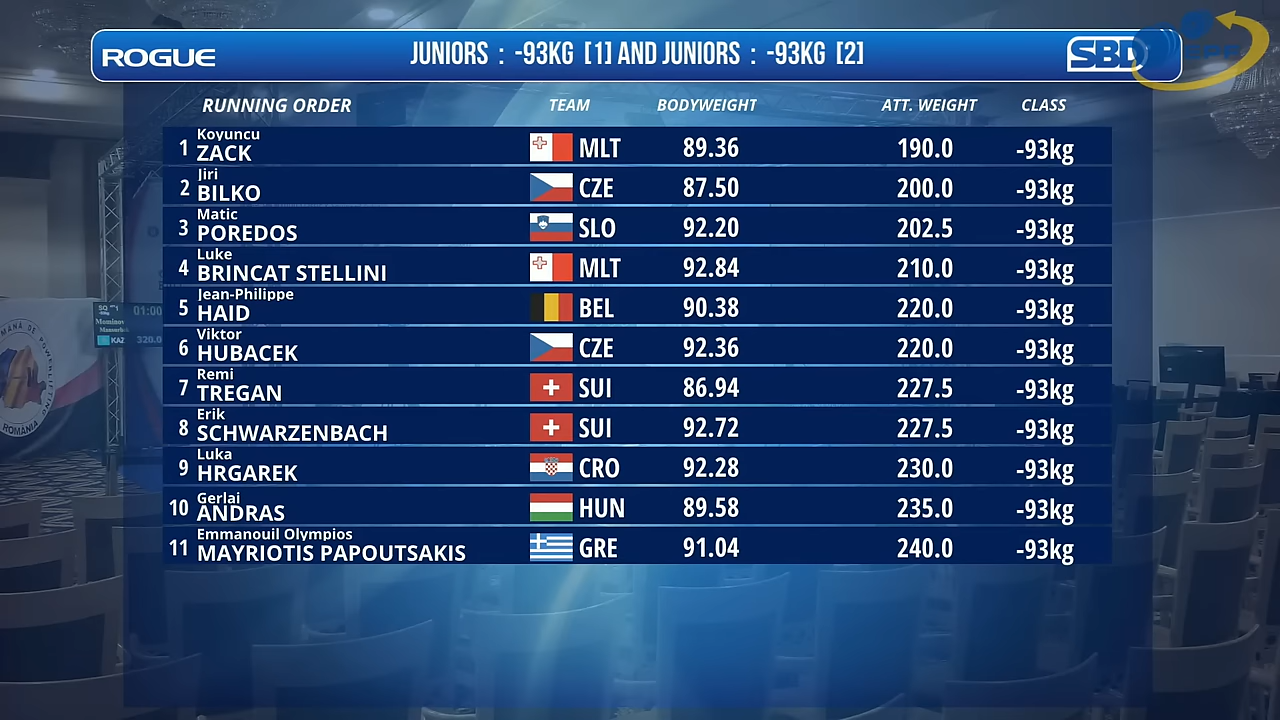 ROGUE
JUNIORS : -93KG [1] AND JUNIORS : -93KG [2]
SBD
RUNNING ORDER TEAM BODYWEIGHT ATT. WEIGHT CLASS
Koyuncu
1 ZACK MLT 89.36 190.0 -93kg
Jiri
2 BILKO CZE 87.50 200.0 -93kg
Matic
3 POREDOS SLO 92.20 202.5 -93kg
Luke
4 BRINCAT STELLINI MLT 92.84 210.0 -93kg
Jean-Philippe
5 HAID BEL 90.38 220.0 -93kg
Viktor
6 HUBACEK CZE 92.36 220.0 -93kg
Remi
7 TREGAN SUI 86.94 227.5 -93kg
Erik
8 SCHWARZENBACH SUI 92.72 227.5 -93kg
Luka
9 HRGAREK CRO 92.28 230.0 -93kg
Gerlai
10 ANDRAS HUN 89.58 235.0 -93kg
Emmanouil Olympios
11 MAYRIOTIS PAPOUTSAKIS GRE 91.04 240.0 -93kg
01:00
KAZ 320.0
ROMÂNIA